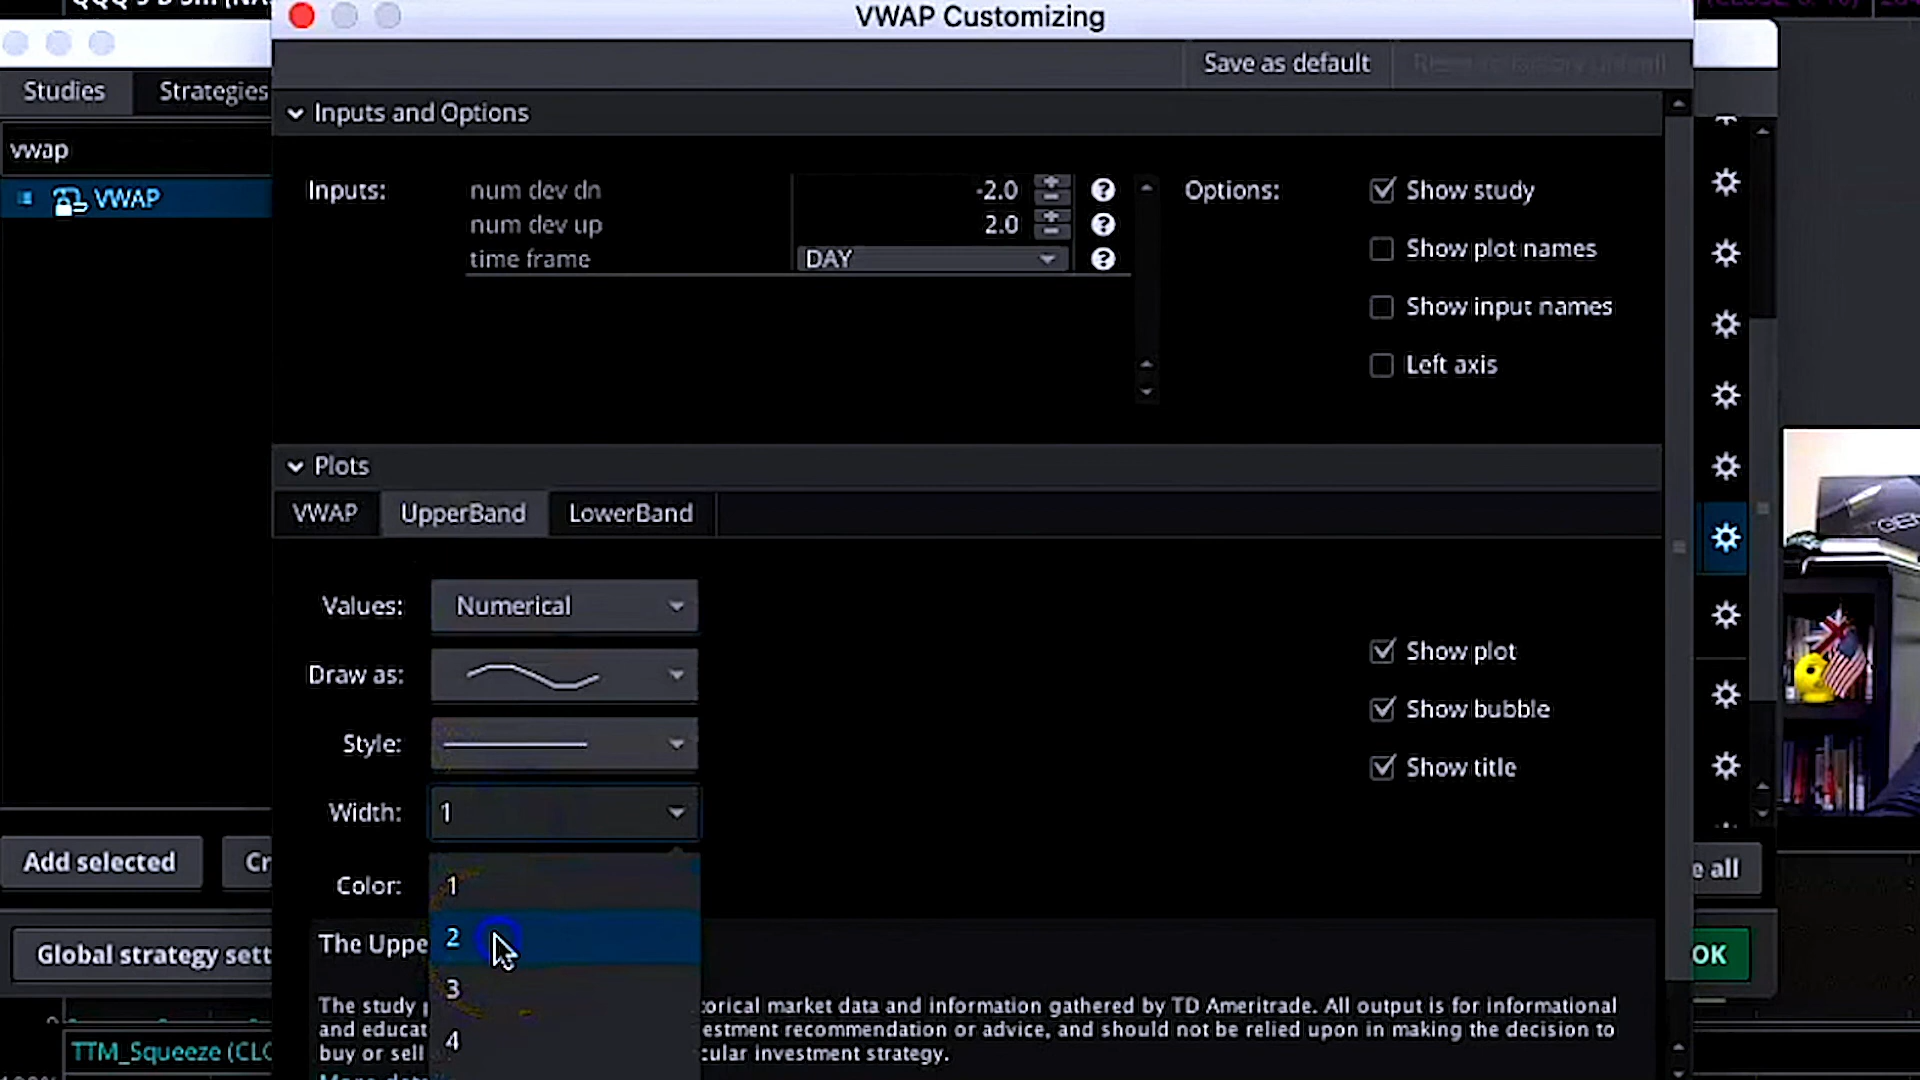 VWAP Customizing
Save as default
Studies
Strategies
Inputs and Options
vwap
VWAP
Inputs:
num dev dn
-2.0
num dev up
2.0
time frame
DAY
Options:
Show study
Show plot names
Show input names
Left axis
Plots
VWAP
UpperBand
LowerBand
Values:
Numerical
Draw as:
Style:
Width:
1
Show plot
Show bubble
Show title
Color:
1
2
3
4
Add selected
Cr
e all
Global strategy sett
OK
The Uppe
The study p orical market data and information gathered by TD Ameritrade. All output is for informational
and educat estment recommendation or advice, and should not be relied upon in making the decision to
buy or sell cular investment strategy.
TTM_Squeeze (CLO